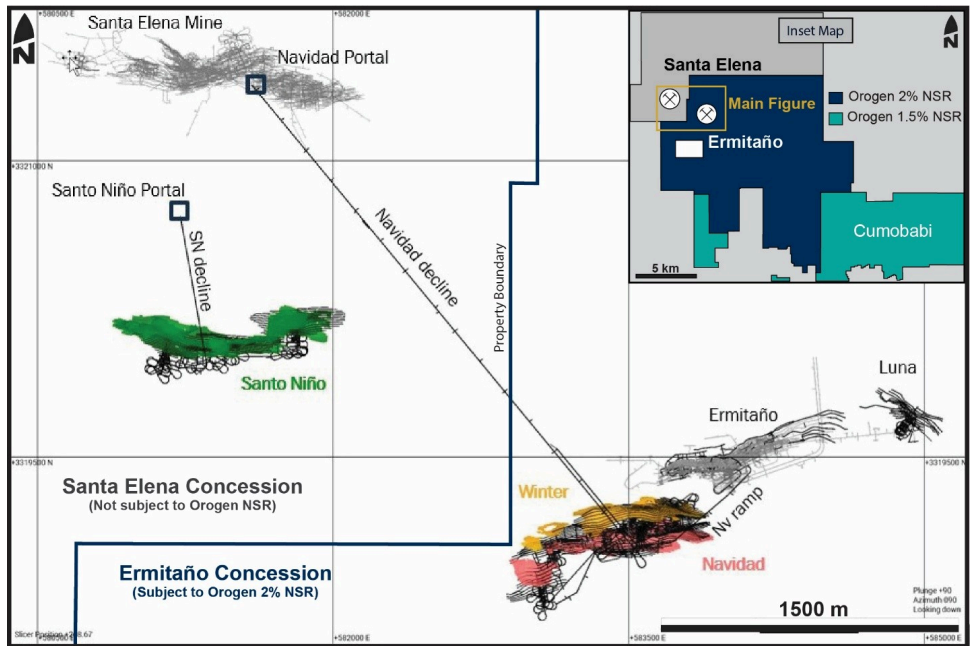 +580500 E
+582000 E
Santa Elena Mine
N
Navidad Portal
+3321000 N
Santo Niño Portal
SN decline
Navidad decline
Property Boundary
Santo Niño
Luna
Ermitaño
+3319500 N
+3319500 N
Santa Elena Concession
(Not subject to Orogen NSR)
Winter
Nv ramp
Navidad
Ermitaño Concession
(Subject to Orogen 2% NSR)
Plunge +90
Azimuth 090
Looking down
1500 m
+582000 E
+583500 E
+585000 E
Inset Map
N
Santa Elena
Main Figure
Orogen 2% NSR
Orogen 1.5% NSR
Ermitaño
Cumobabi
5 km